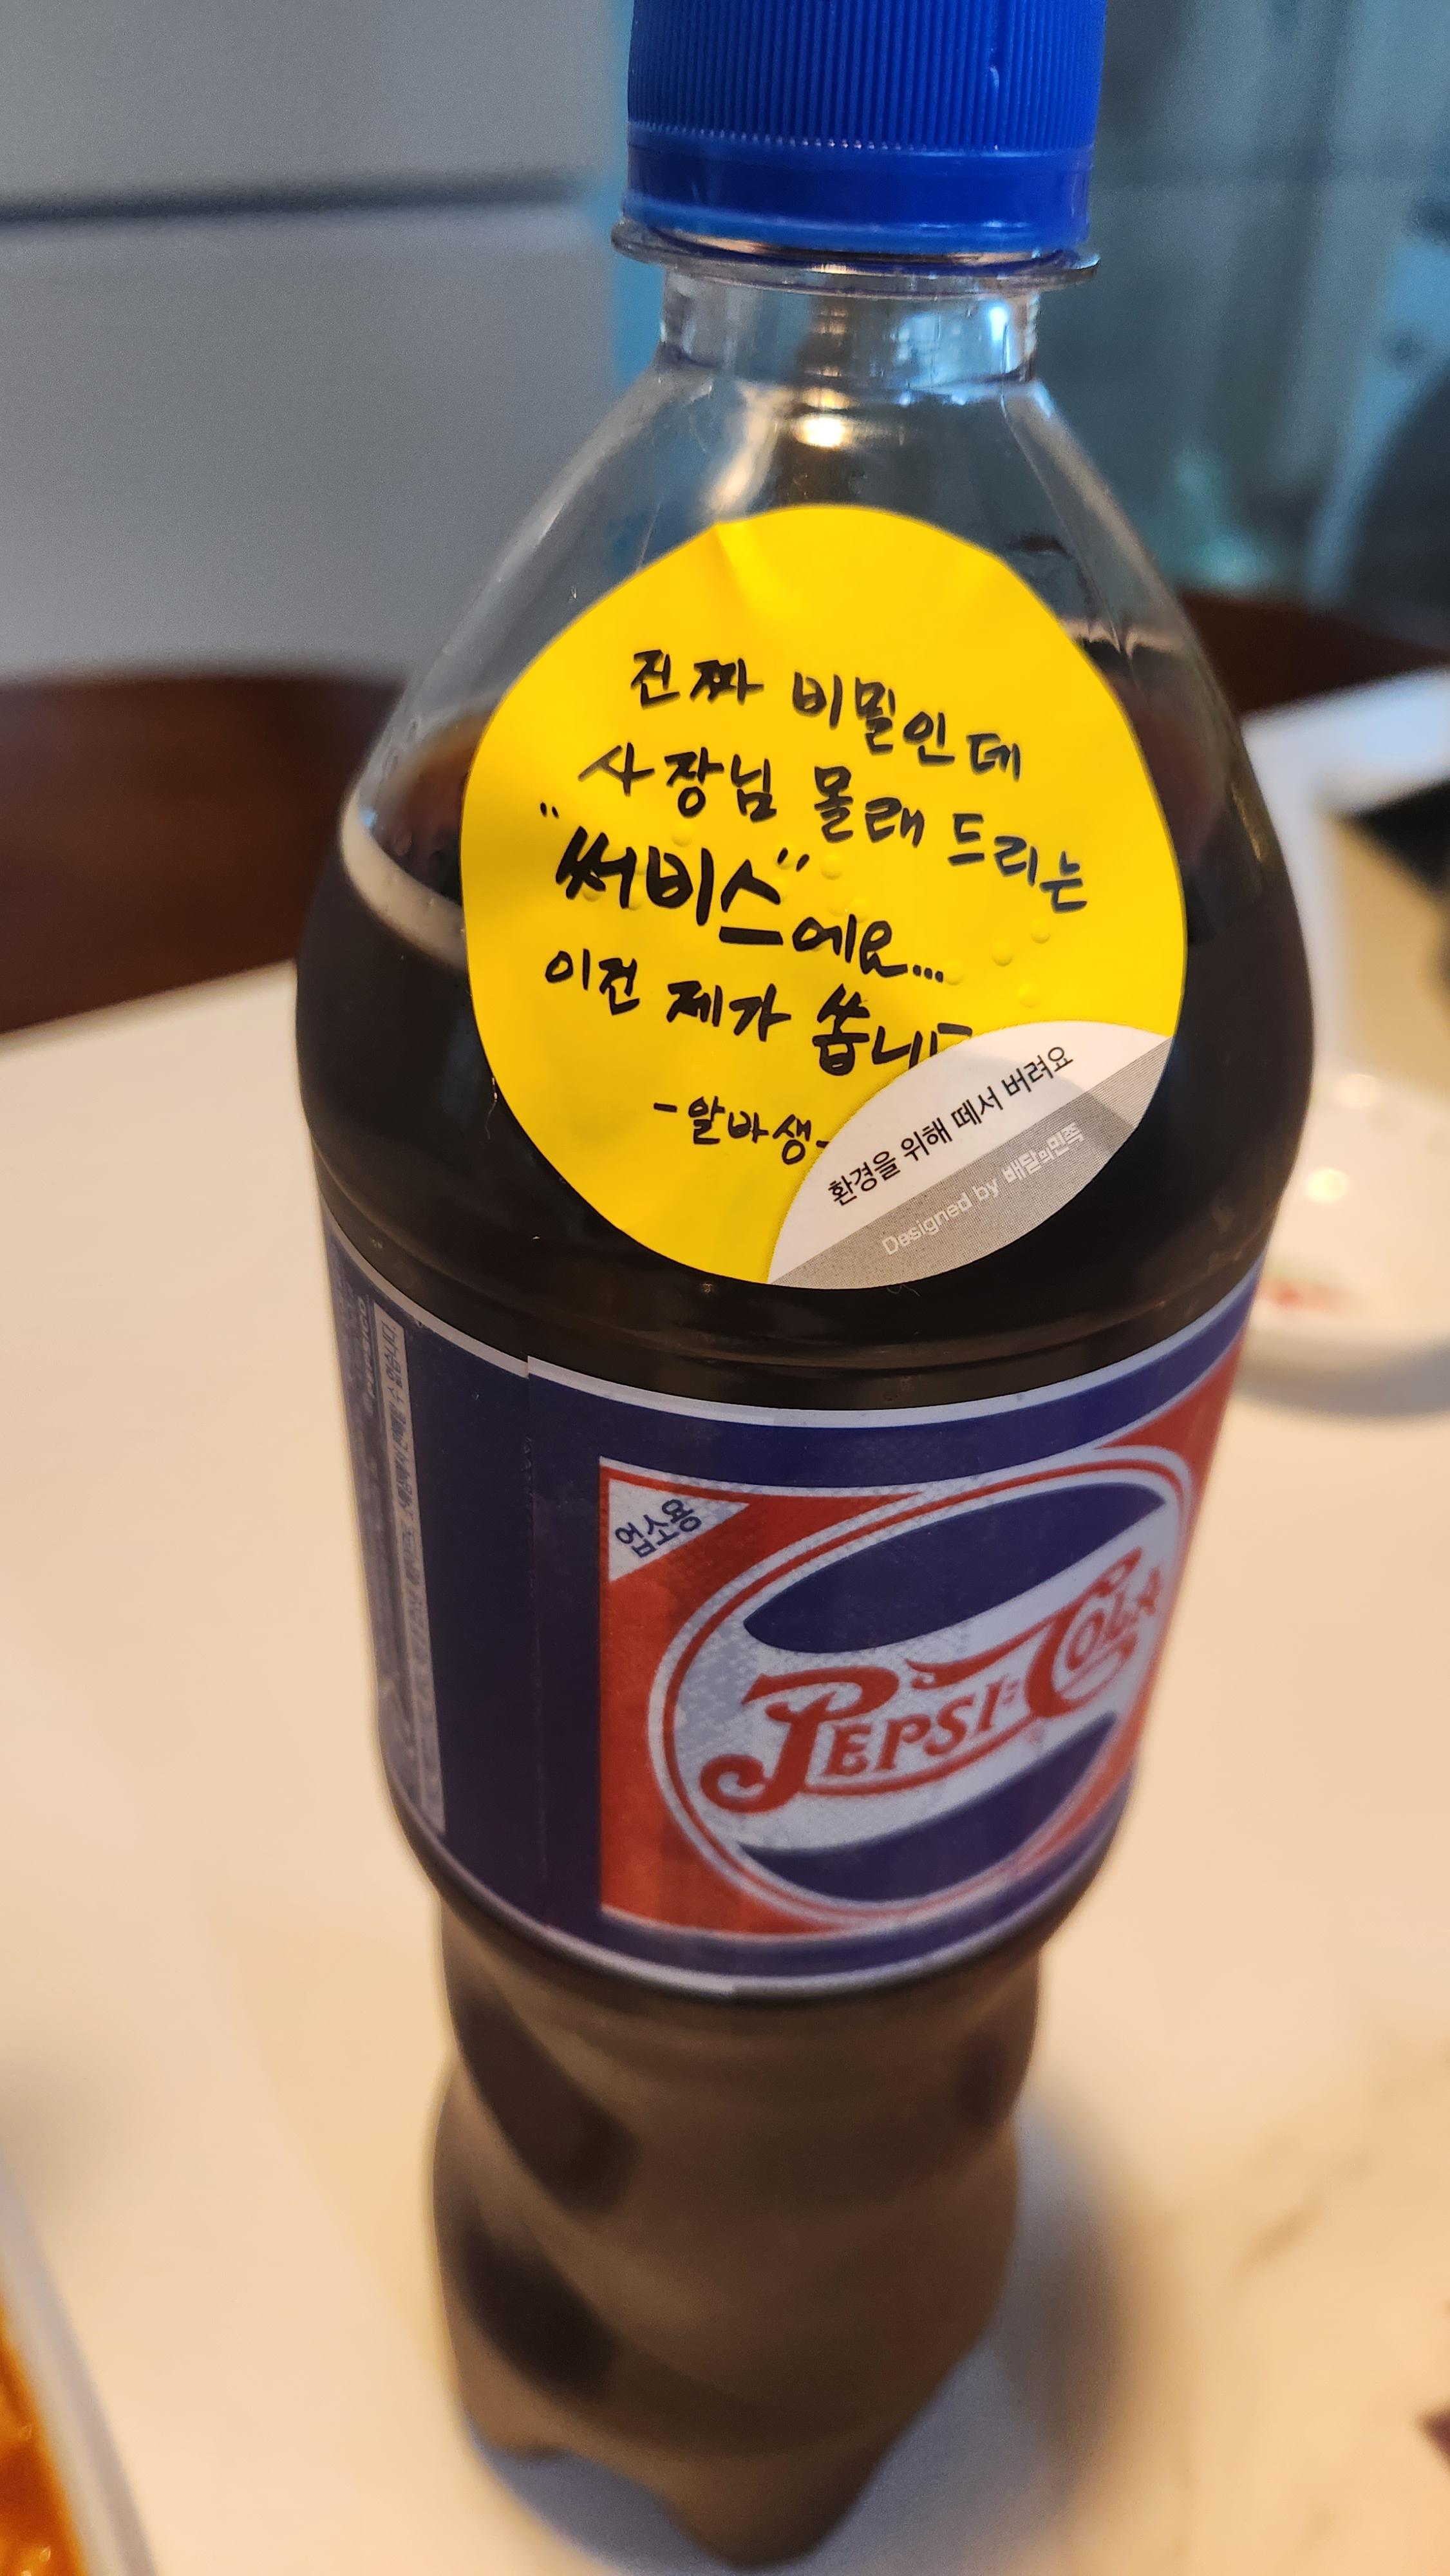 진짜 비밀인데
사장님 몰래 드리는
"써비스"에요...
이건 제가 쏩니
-알바생-
환경을 위해 떼서 버려요
Designed by 배달의민족
업소용
PEPSI-COLA